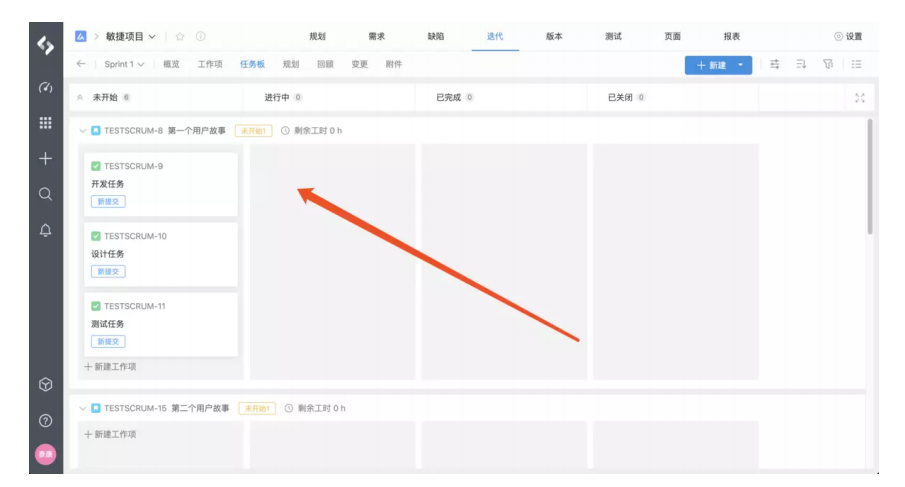 敏捷项目 规划 需求 缺陷 迭代 版本 测试 页面 报表 设置
Sprint 1 概览 工作项 任务板 规划 回顾 变更 附件 新建
未开始 6 进行中 0 已完成 0 已关闭 0
TESTSCRUM-8 第一个用户故事 未开始1 剩余工时 0 h
TESTSCRUM-9
开发任务
新提交
TESTSCRUM-10
设计任务
新提交
TESTSCRUM-11
测试任务
新提交
新建工作项
TESTSCRUM-15 第二个用户故事 未开始1 剩余工时 0 h
新建工作项